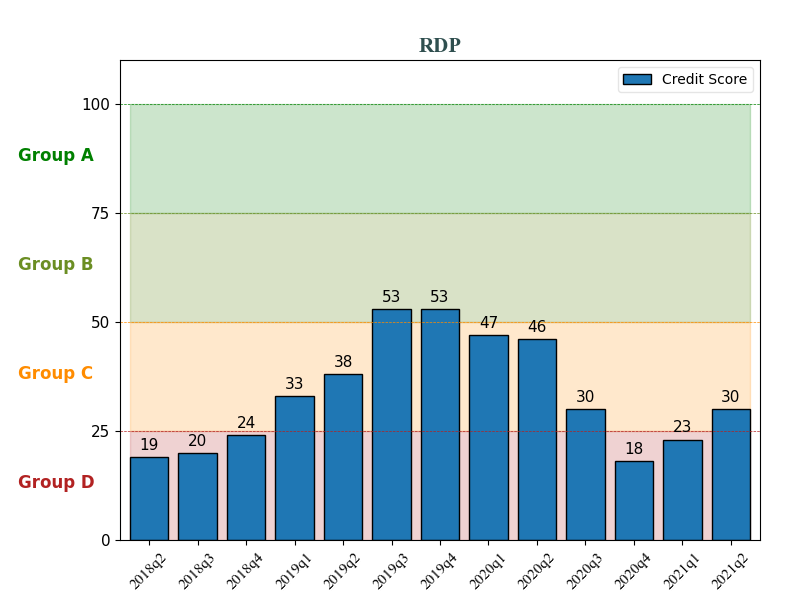 RDP
Credit Score
100
Group A
75
Group B
50
Group C
25
Group D
0
19
20
24
33
38
53
53
47
46
30
18
23
30
2018q2
2018q3
2018q4
2019q1
2019q2
2019q3
2019q4
2020q1
2020q2
2020q3
2020q4
2021q1
2021q2